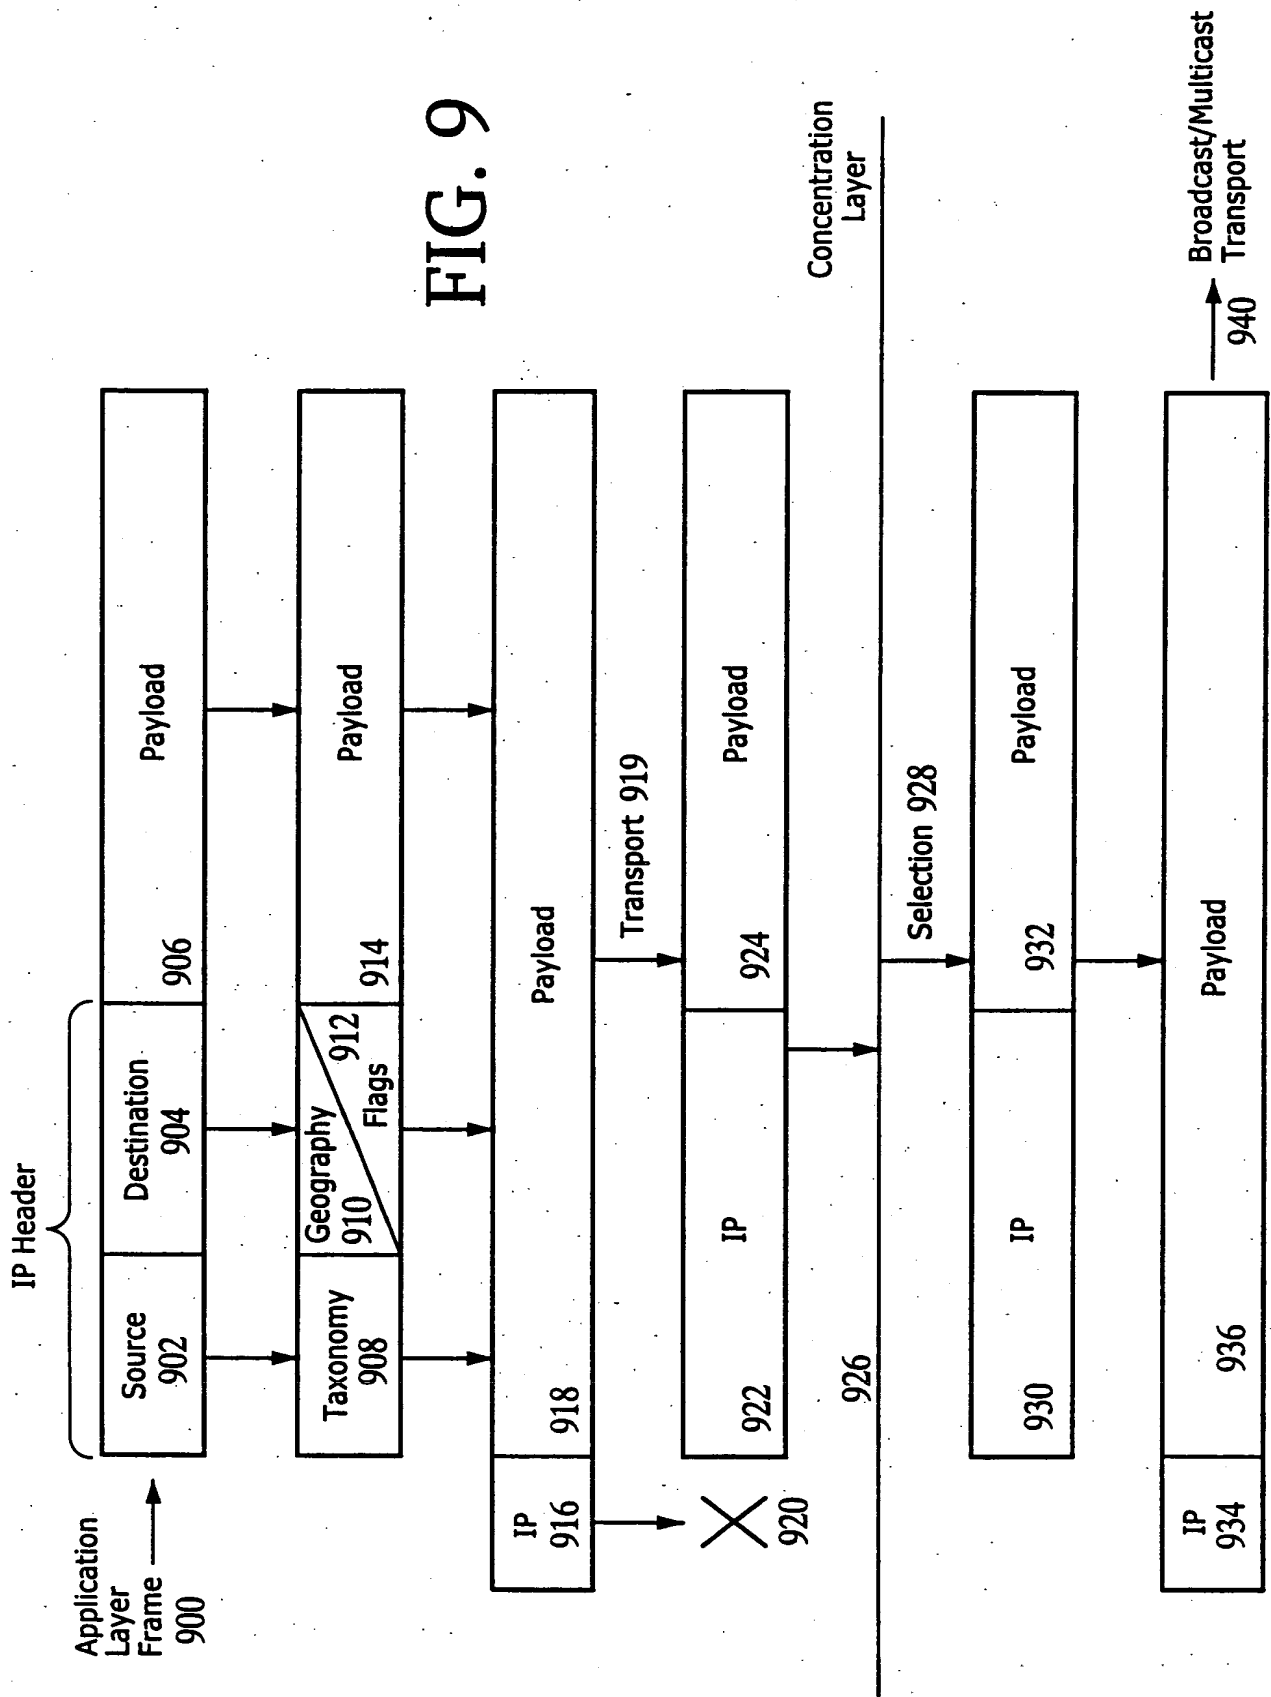 IP Header
Application
Layer
Frame
900
Source
902
Destination
904
906
Payload
Taxonomy
908
Geography
910
912
Flags
914
Payload
IP
916
918
Payload
Transport 919
920
922
IP
924
Payload
926
Concentration
Layer
Selection 928
930
IP
932
Payload
IP
934
936
Payload
940
Broadcast/Multicast
Transport
FIG. 9